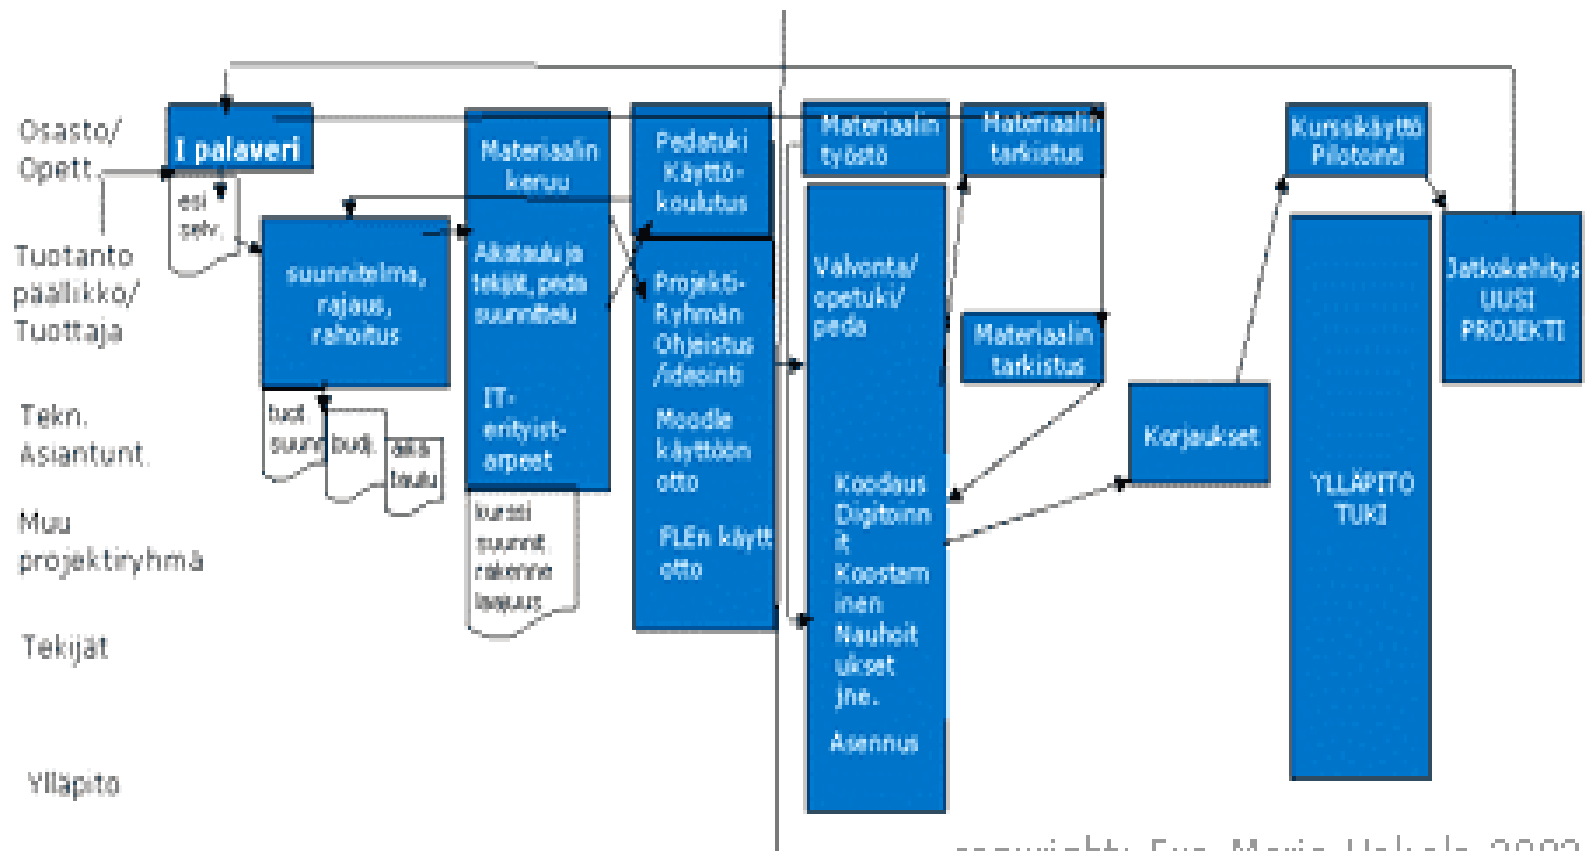 Osasto/
Opett.
Tuotanto
päällikkö/
Tuottaja
Tekn.
Asiantunt.
Muu
projektiryhmä
Tekijät
Ylläpito
I palaveri
esi
selv.
suunnitelma,
rajaus,
rahoitus
tuot.
suunn
budj.
aika
taulu
Materiaalin
keruu
Aikataulu ja
tekijät, peda
suunnittelu
IT-
erityist-
arpeet
kurssi
suunnit.
rakenne
laajuus
Pedatuki
Käyttö-
koulutus
Projekti-
Ryhmän
Ohjeistus
/ideointi
Moodle
käyttöön
otto
FLEn käytt
otto
Materiaalin
työstö
Valvonta/
opetuki/
peda
Koodaus
Digitoinn
it
Koostam
inen
Nauhoit
ukset
jne.
Asennus
Materiaalin
tarkistus
Materiaalin
tarkistus
Korjaukset
Kurssikäyttö
Pilotointi
YLLÄPITO
TUKI
Jatkokehitys
UUSI
PROJEKTI